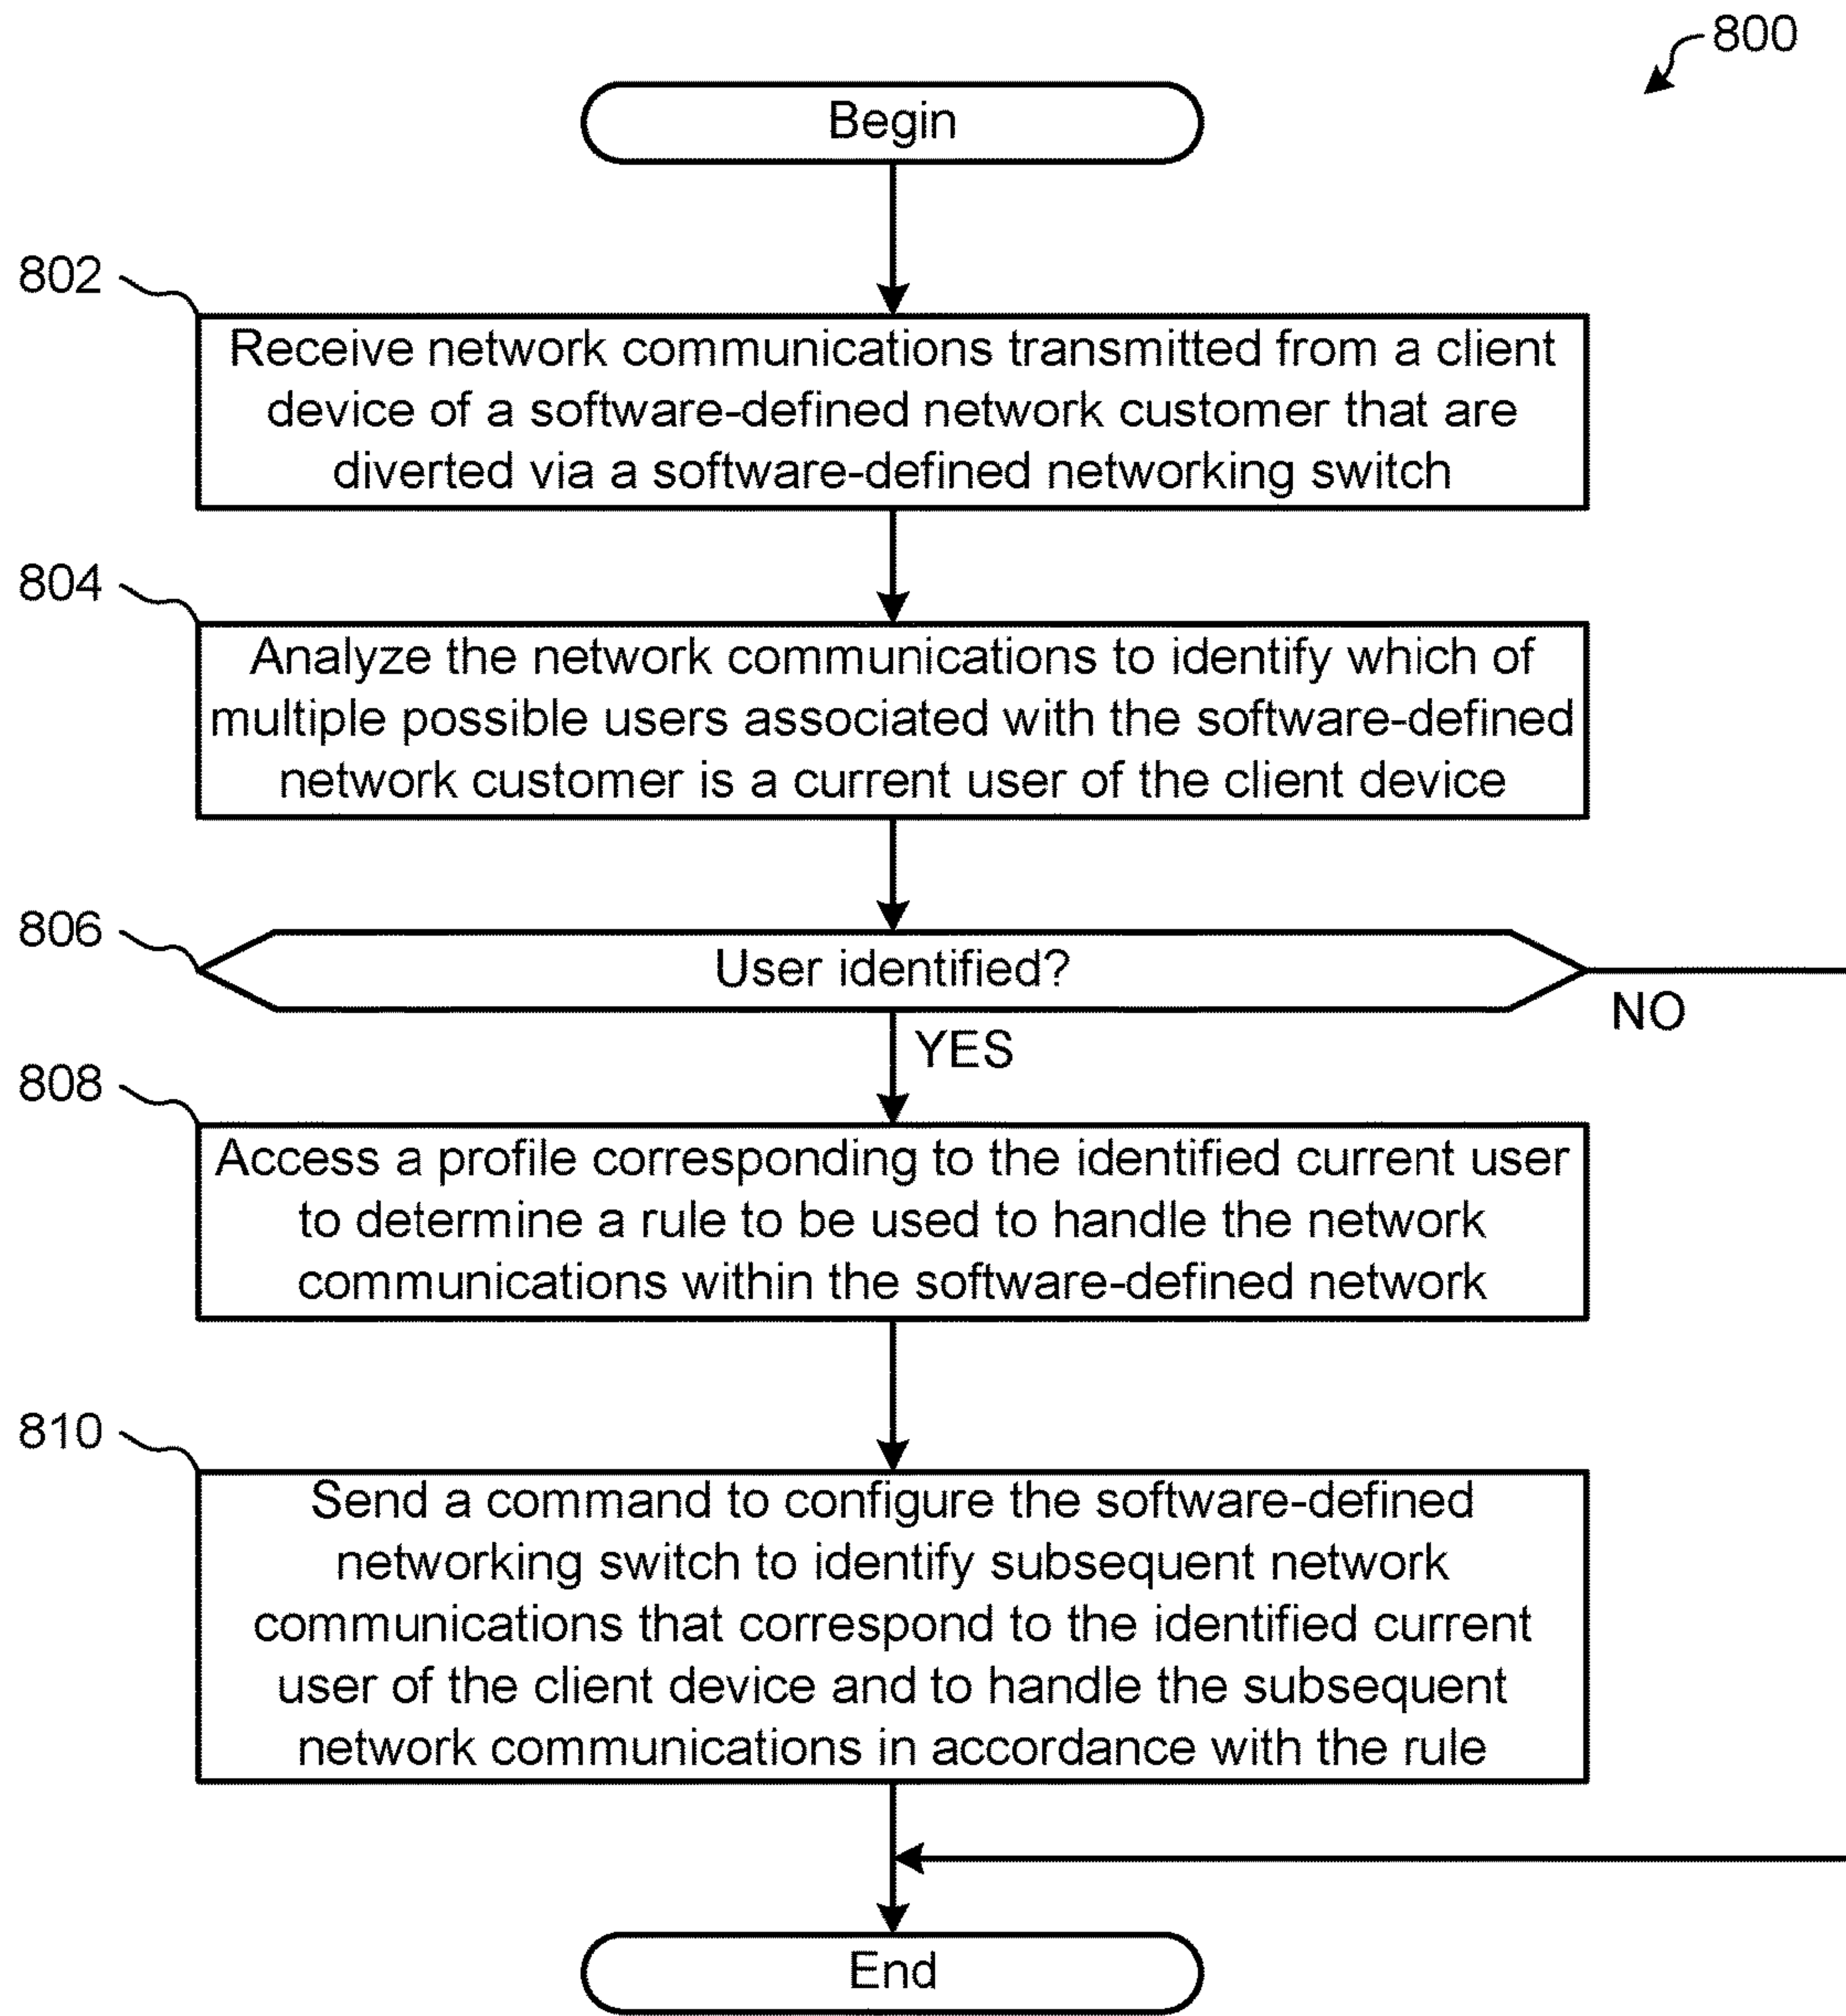 800
Begin
802
Receive network communications transmitted from a client
device of a software-defined network customer that are
diverted via a software-defined networking switch
804
Analyze the network communications to identify which of
multiple possible users associated with the software-defined
network customer is a current user of the client device
806
User identified?
NO
YES
808
Access a profile corresponding to the identified current user
to determine a rule to be used to handle the network
communications within the software-defined network
810
Send a command to configure the software-defined
networking switch to identify subsequent network
communications that correspond to the identified current
user of the client device and to handle the subsequent
network communications in accordance with the rule
End